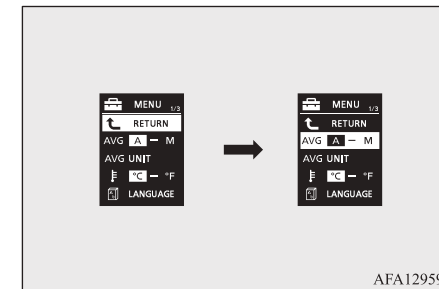 MENU 1/3
RETURN
AVG A – M
AVG UNIT
°C – °F
LANGUAGE
MENU 1/3
RETURN
AVG A – M
AVG UNIT
°C – °F
LANGUAGE
AFA12959